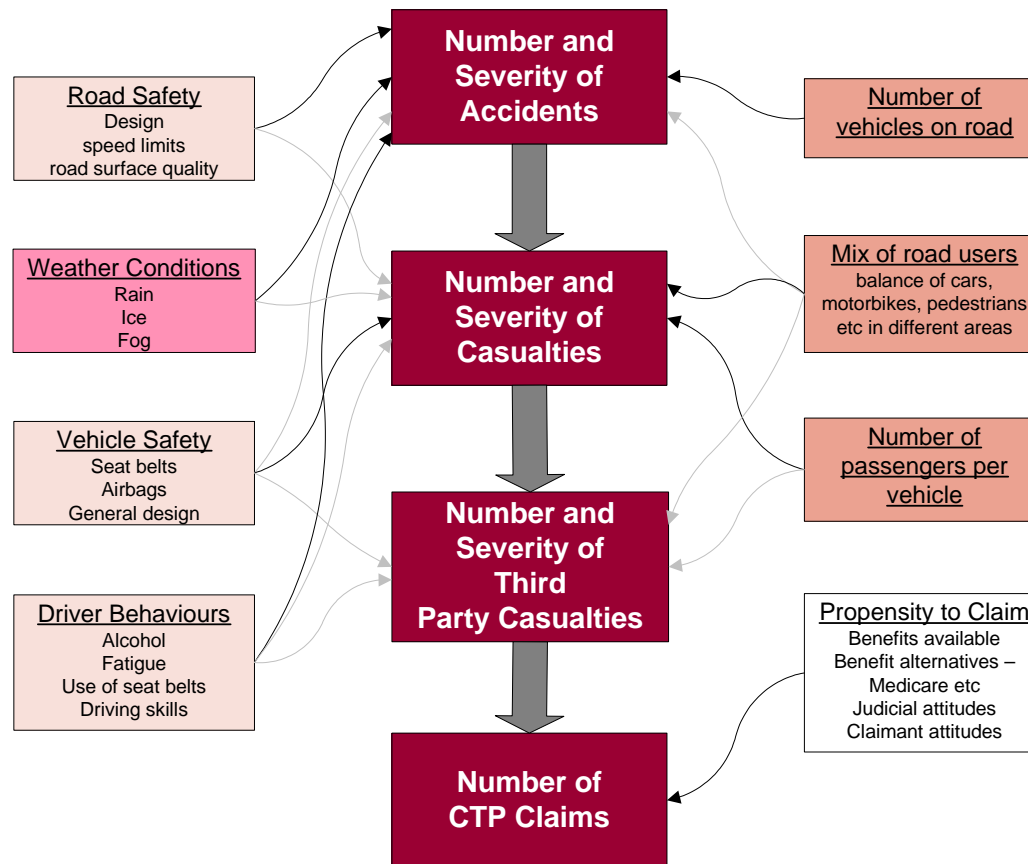 Number and
Severity of
Accidents
Road Safety
Design
speed limits
road surface quality
Number of
vehicles on road
Weather Conditions
Rain
Ice
Fog
Number and
Severity of
Casualties
Mix of road users
balance of cars,
motorbikes, pedestrians
etc in different areas
Vehicle Safety
Seat belts
Airbags
General design
Number of
passengers per
vehicle
Number and
Severity of
Third
Party Casualties
Driver Behaviours
Alcohol
Fatigue
Use of seat belts
Driving skills
Propensity to Claim
Benefits available
Benefit alternatives –
Medicare etc
Judicial attitudes
Claimant attitudes
Number of
CTP Claims